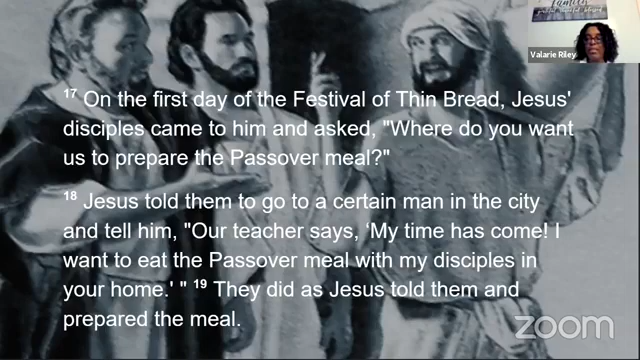 Valarie Riley
17 On the first day of the Festival of Thin Bread, Jesus'
disciples came to him and asked, "Where do you want
us to prepare the Passover meal?"
18 Jesus told them to go to a certain man in the city
and tell him, "Our teacher says, ‘My time has come! I
want to eat the Passover meal with my disciples in
your home.' " 19 They did as Jesus told them and
prepared the meal.
zoom